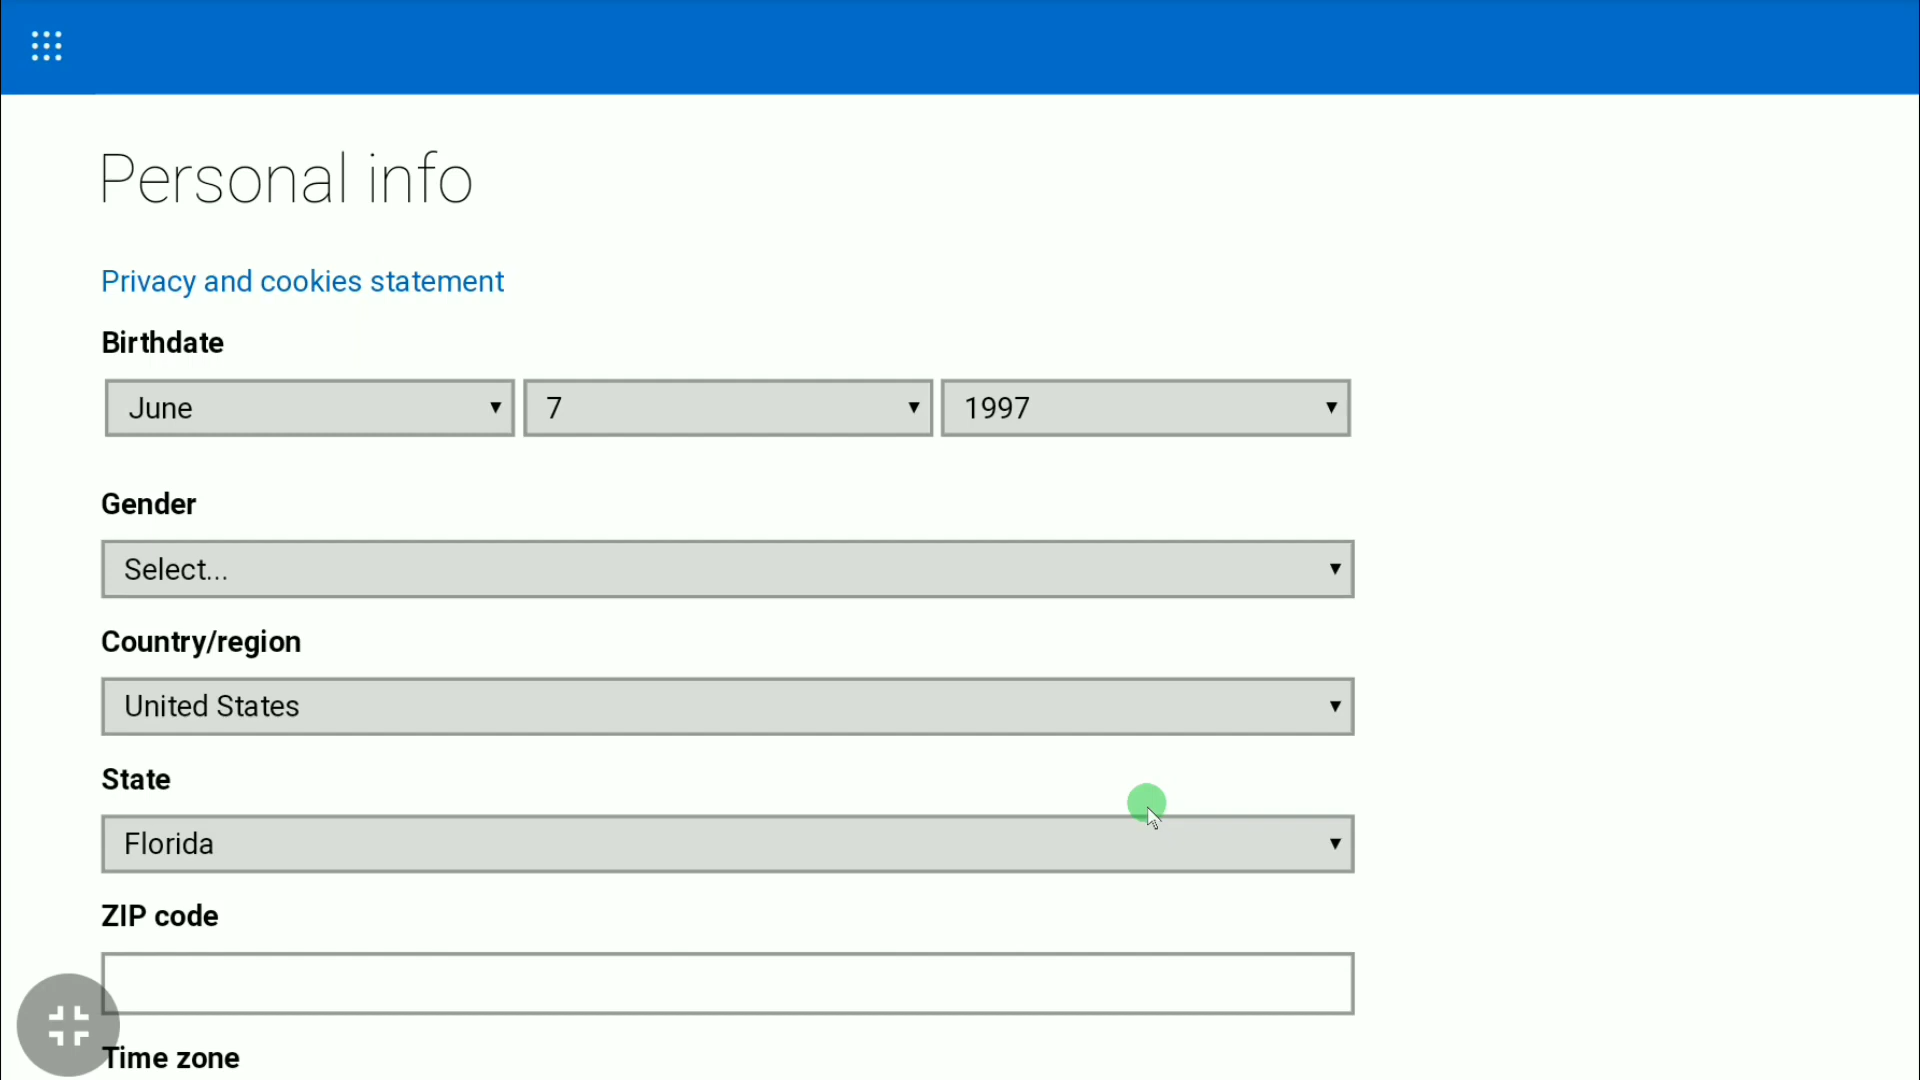 Personal info
Privacy and cookies statement
Birthdate
June 7 1997
Gender
Select...
Country/region
United States
State
Florida
ZIP code
Time zone